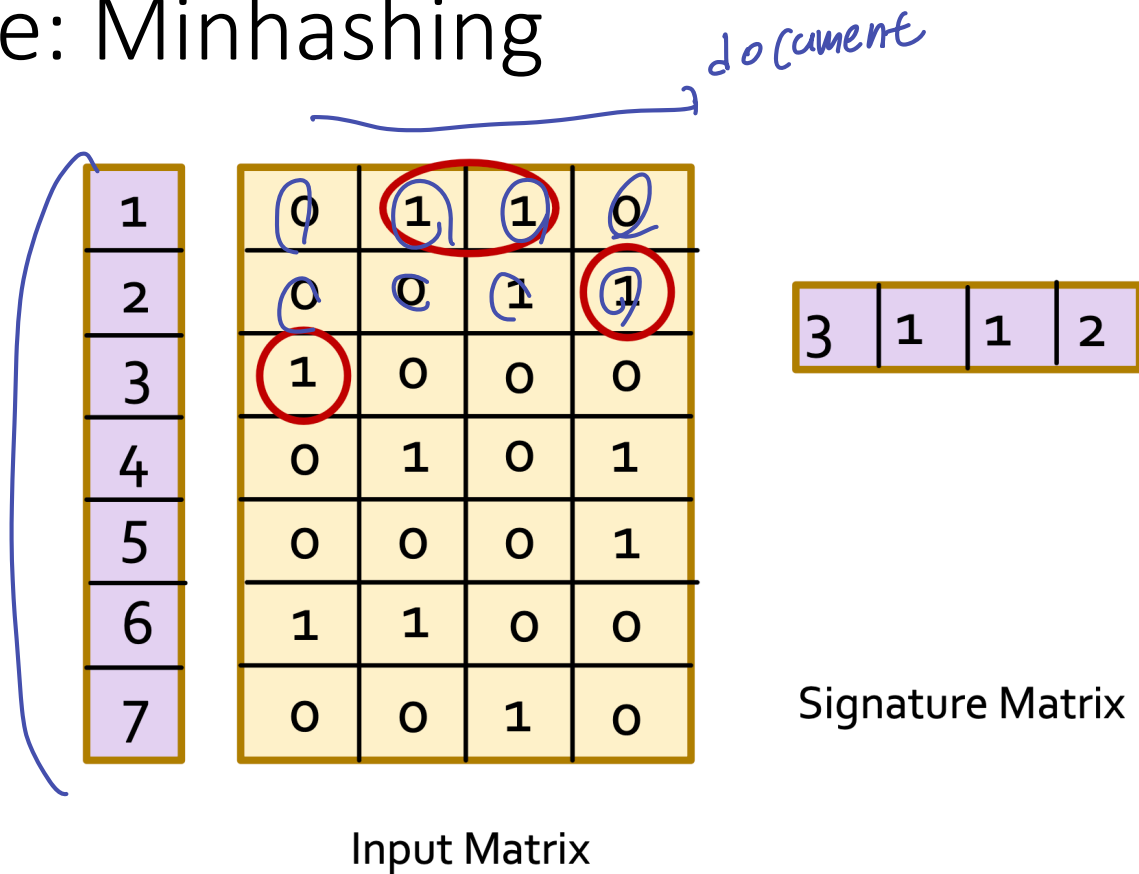 e: Minhashing
document
1 0 1 1 0
2 0 0 1 1
3 1 0 0 0
4 0 1 0 1
5 0 0 0 1
6 1 1 0 0
7 0 0 1 0
3 1 1 2
Signature Matrix
Input Matrix